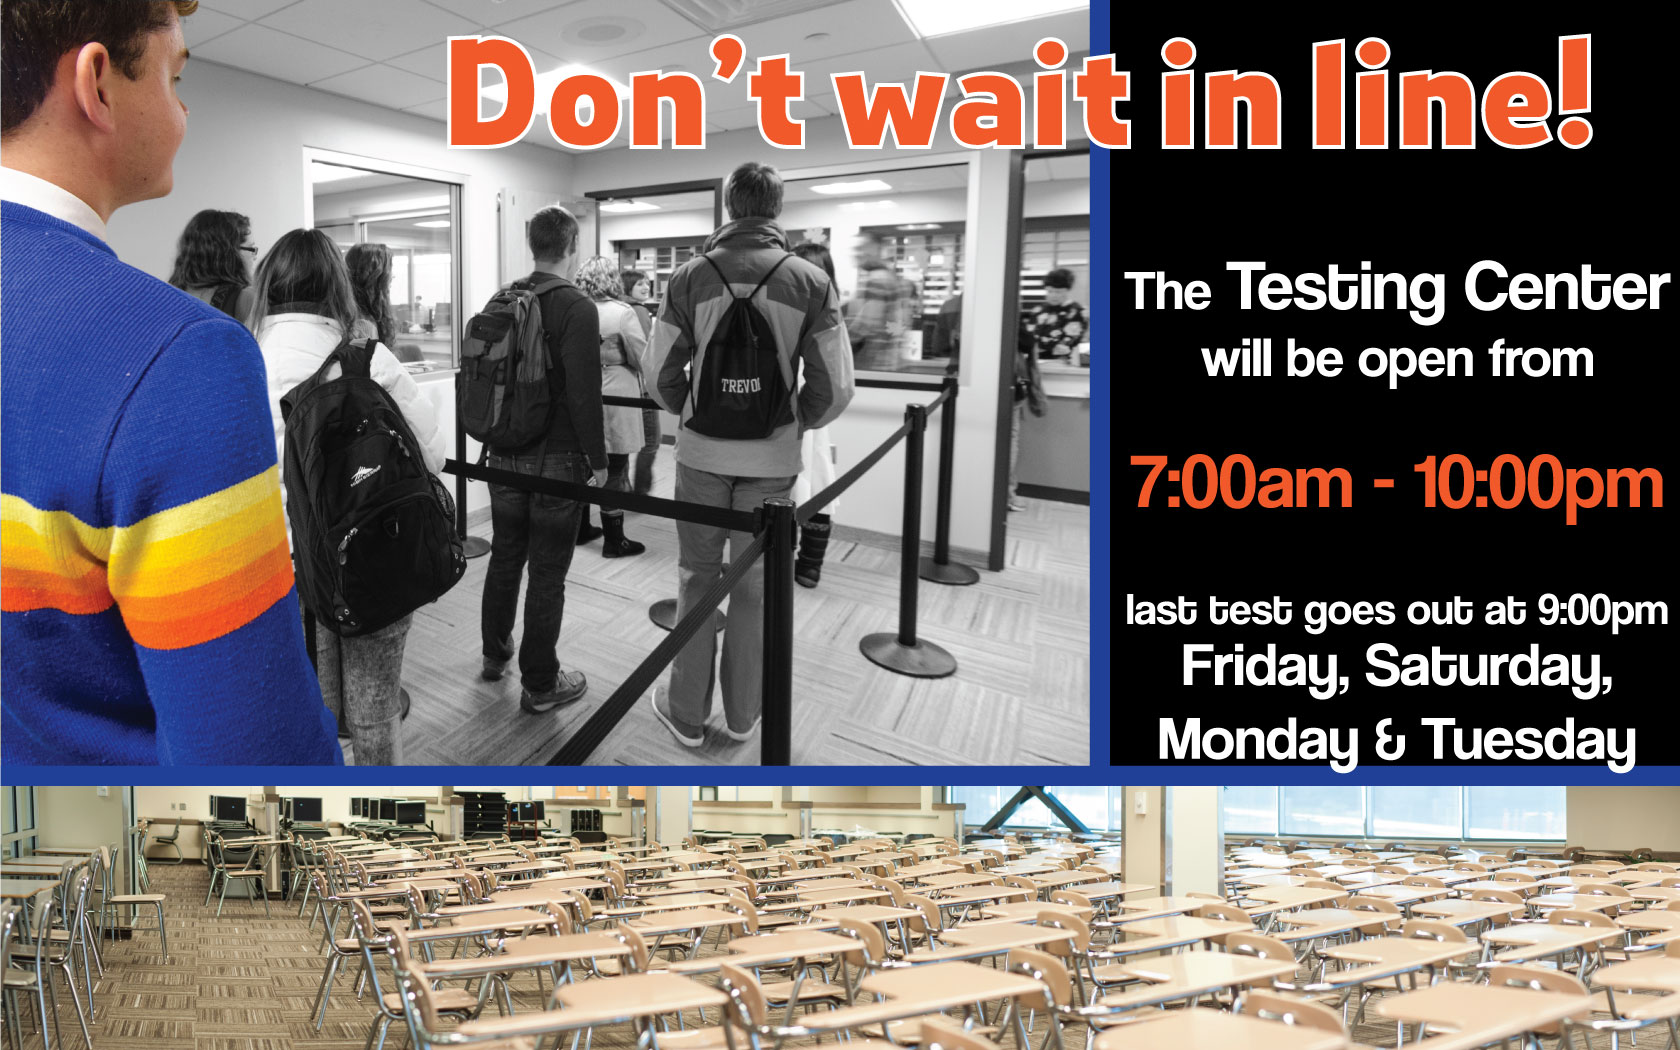 Don't wait in line!
The Testing Center
will be open from
7:00am - 10:00pm
last test goes out at 9:00pm
Friday, Saturday,
Monday & Tuesday